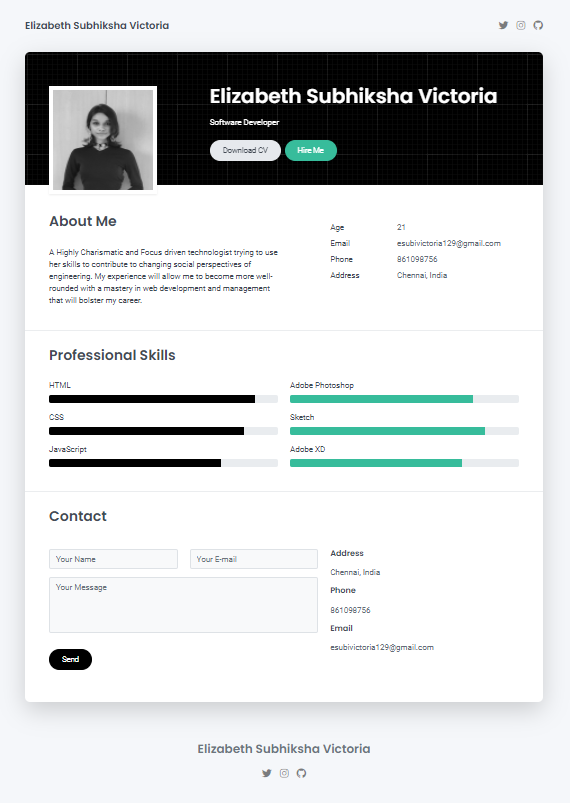 Elizabeth Subhiksha Victoria
Elizabeth Subhiksha Victoria
Software Developer
Download CV
Hire Me
About Me
A Highly Charismatic and Focus driven technologist trying to use
her skills to contribute to changing social perspectives of
engineering. My experience will allow me to become more well-
rounded with a mastery in web development and management
that will bolster my career.
Age 21
Email esubivictoria129@gmail.com
Phone 861098756
Address Chennai, India
Professional Skills
HTML
Adobe Photoshop
CSS
Sketch
JavaScript
Adobe XD
Contact
Your Name
Your E-mail
Your Message
Send
Address
Chennai, India
Phone
861098756
Email
esubivictoria129@gmail.com
Elizabeth Subhiksha Victoria